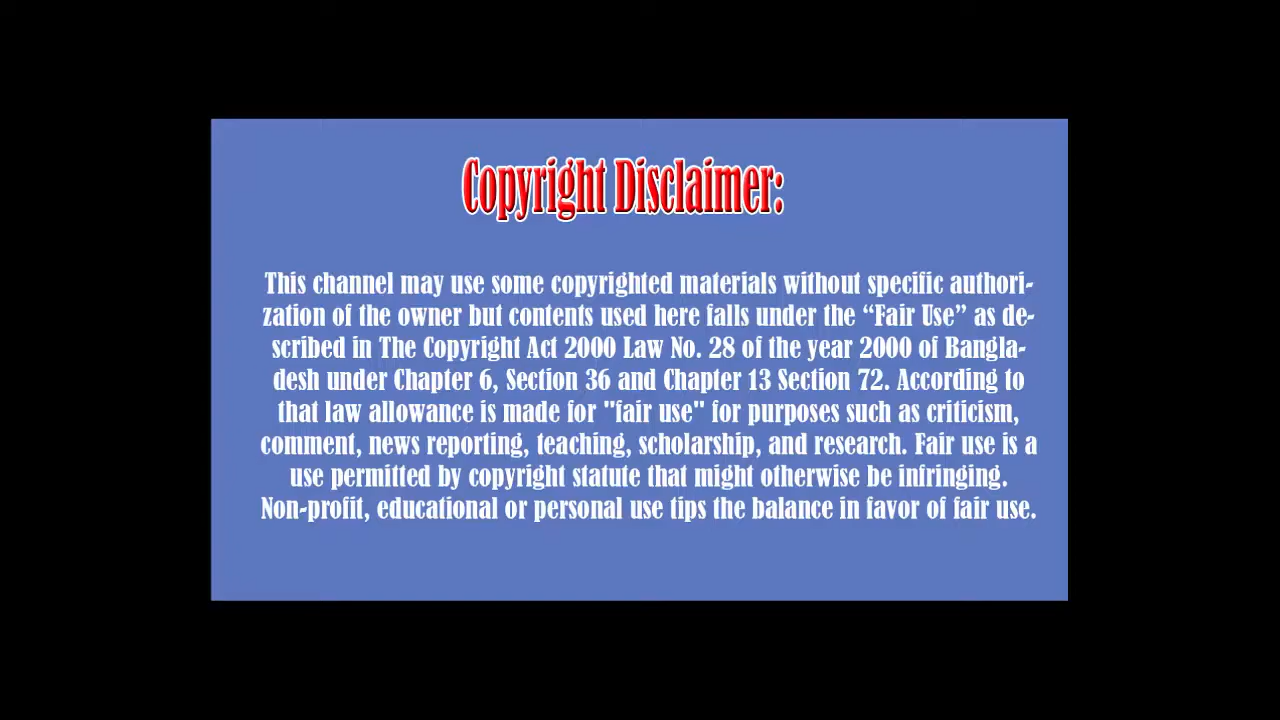 Copyright Disclaimer:
This channel may use some copyrighted materials without specific authori-
zation of the owner but contents used here falls under the “Fair Use” as de-
scribed in The Copyright Act 2000 Law No. 28 of the year 2000 of Bangla-
desh under Chapter 6, Section 36 and Chapter 13 Section 72. According to
that law allowance is made for "fair use" for purposes such as criticism,
comment, news reporting, teaching, scholarship, and research. Fair use is a
use permitted by copyright statute that might otherwise be infringing.
Non-profit, educational or personal use tips the balance in favor of fair use.